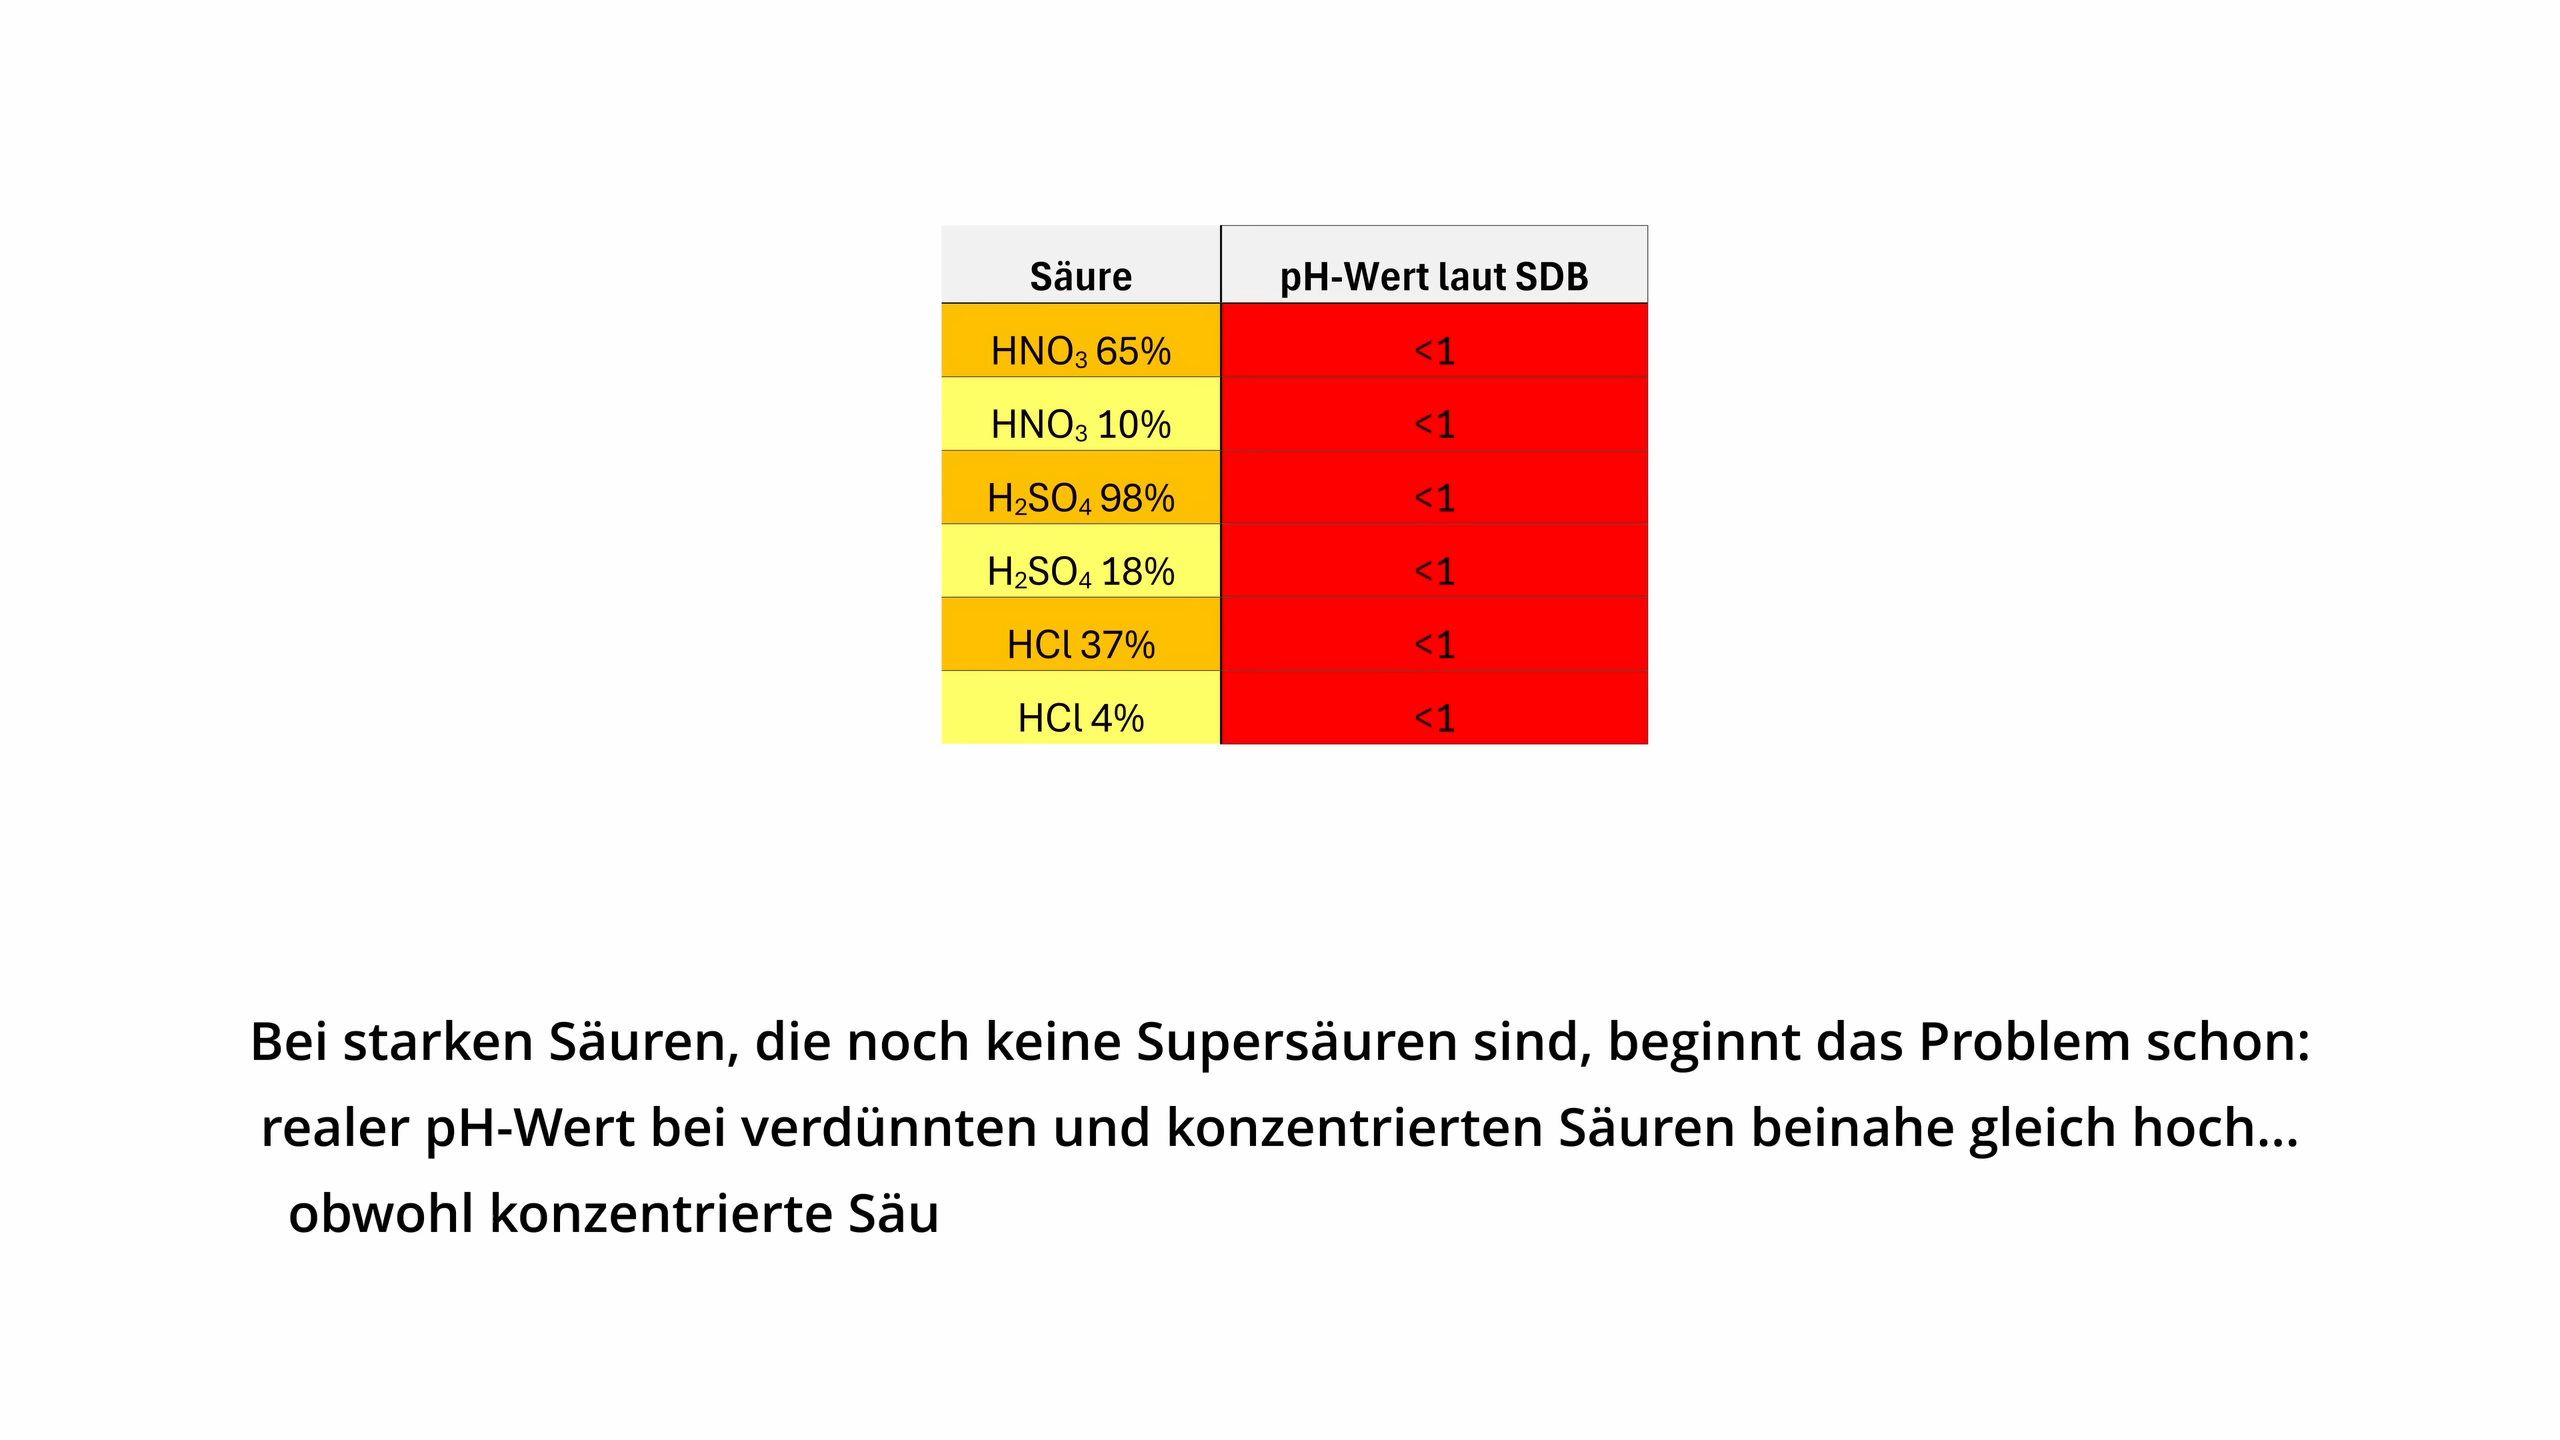 Säure pH-Wert laut SDB
HNO₃ 65% <1
HNO₃ 10% <1
H₂SO₄ 98% <1
H₂SO₄ 18% <1
HCl 37% <1
HCl 4% <1
Bei starken Säuren, die noch keine Supersäuren sind, beginnt das Problem schon:
realer pH-Wert bei verdünnten und konzentrierten Säuren beinahe gleich hoch...
obwohl konzentrierte Säu